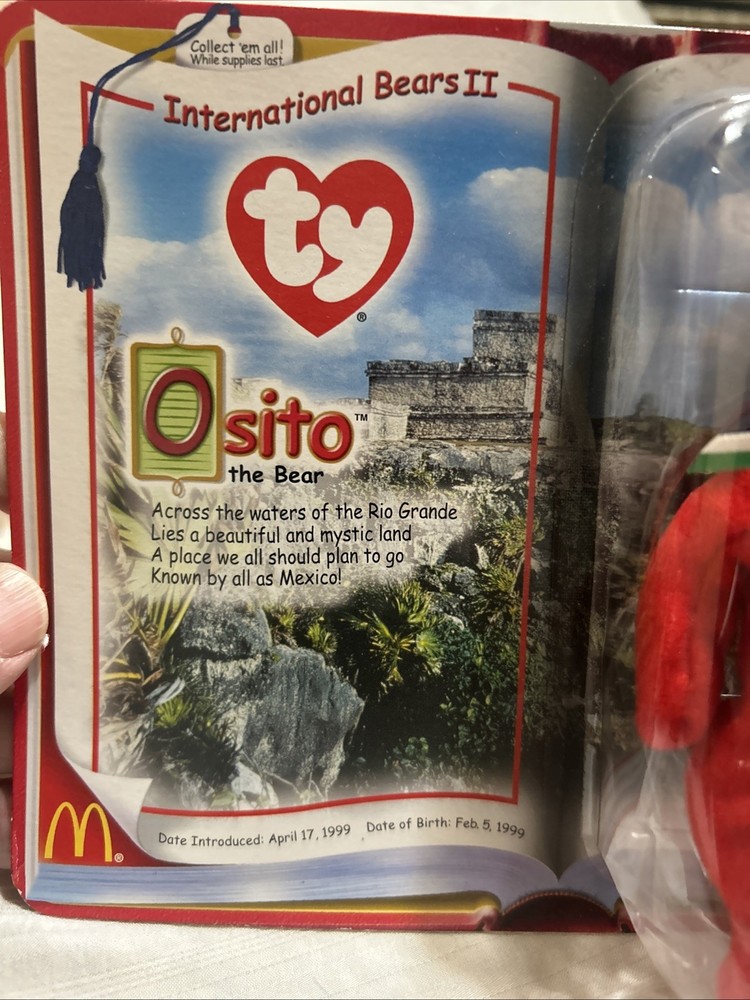 Collect 'em all!
While supplies last.
International Bears II
ty
®
Osito™
the Bear
Across the waters of the Rio Grande
Lies a beautiful and mystic land
A place we all should plan to go
Known by all as Mexico!
M®
Date Introduced: April 17, 1999 Date of Birth: Feb. 5, 1999